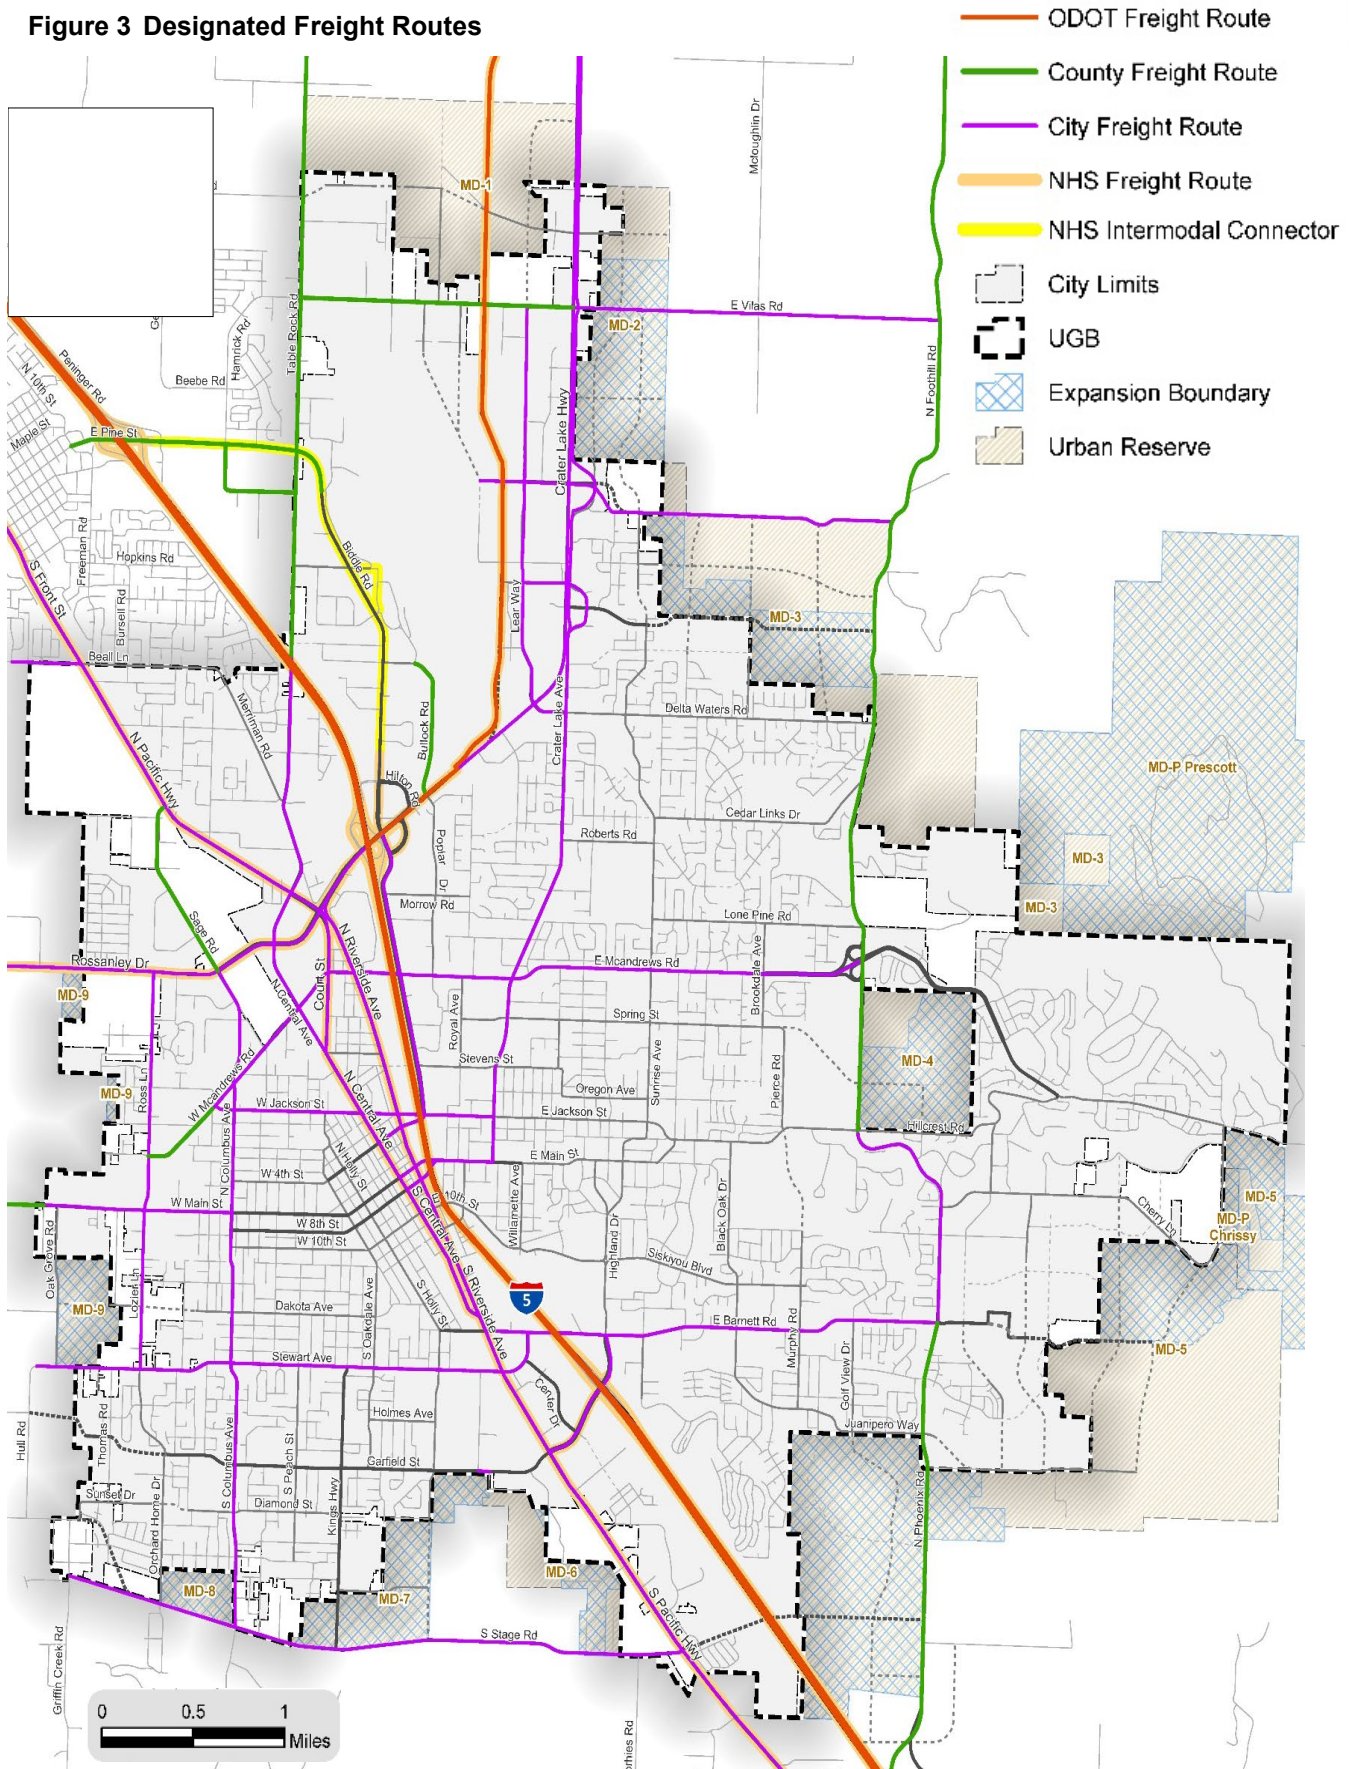 Figure 3 Designated Freight Routes
ODOT Freight Route
County Freight Route
City Freight Route
NHS Freight Route
NHS Intermodal Connector
City Limits
UGB
Expansion Boundary
Urban Reserve
Mcloughlin Dr
MD-1
Table Rock Rd
Hamrick Rd
Beebe Rd
E Vilas Rd
MD-2
N Foothill Rd
Peninger Rd
N 10th St
Maple St
E Pine St
Crater Lake Hwy
Freeman Rd
Hopkins Rd
Biddle Rd
S Front St
Bursell Rd
Lear Way
MD-3
Beall Ln
Merriman Rd
Bullock Rd
Crater Lake Ave
Delta Waters Rd
N Pacific Hwy
MD-P Prescott
Hilton Rd
Cedar Links Dr
Roberts Rd
Poplar Dr
MD-3
Morrow Rd
MD-3
Lone Pine Rd
Sage Rd
N Riverside Ave
Rossanley Dr
E Mcandrews Rd
Brookdale Ave
Court St
MD-9
N Central Ave
Royal Ave
Spring St
Stevens St
Sunrise Ave
MD-4
W Mcandrews Rd
Ross Ln
MD-9
Oregon Ave
Pierce Rd
N Central Ave
W Jackson St
E Jackson St
Hillcrest Rd
N Columbus Ave
N Holly St
E Main St
W 4th St
Willamette Ave
W Main St
E 10th St
Black Oak Dr
MD-5
Cherry Ln
MD-P
Chrissy
W 8th St
W 10th St
S Central Ave
Highland Dr
Siskiyou Blvd
Oak Grove Rd
Lozier Ln
MD-9
Dakota Ave
S Oakdale Ave
S Holly St
S Riverside Ave
5
E Barnett Rd
Murphy Rd
Golf View Dr
MD-5
Stewart Ave
Center Dr
Holmes Ave
Juanipero Way
Hull Rd
Thomas Rd
S Columbus Ave
S Peach St
Garfield St
Sunset Dr
Orchard Home Dr
Diamond St
Kings Hwy
N Phoenix Rd
MD-8
MD-7
MD-6
S Pacific Hwy
S Stage Rd
Griffin Creek Rd
0 0.5 1
Miles